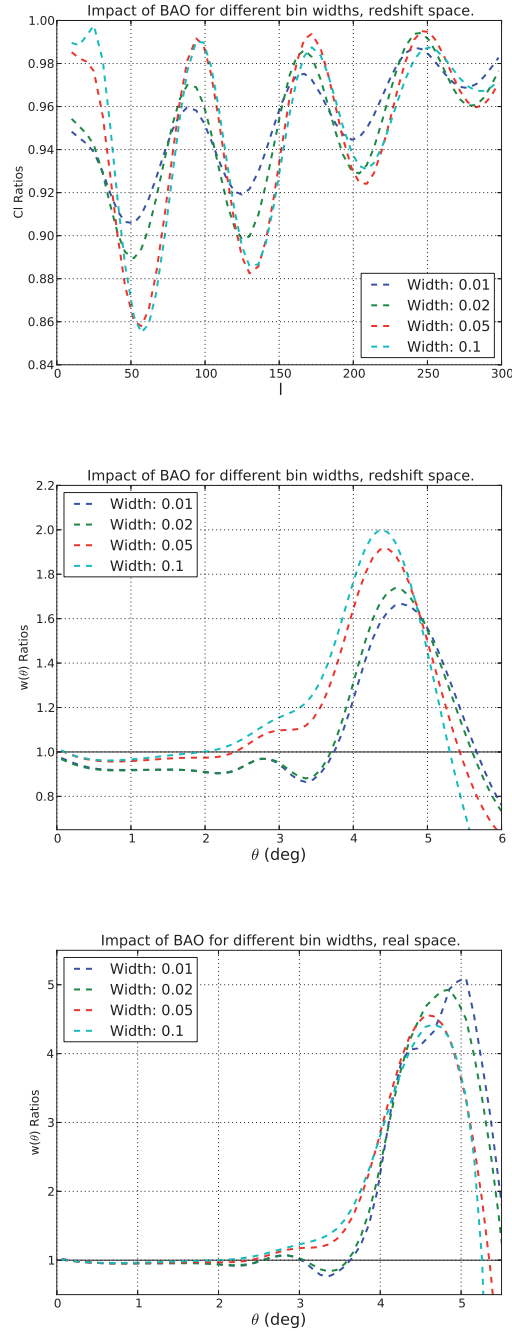 Impact of BAO for different bin widths, redshift space.
1.00
0.98
0.96
0.94
0.92
0.90
0.88
0.86
0.84
Cl Ratios
Width: 0.01
Width: 0.02
Width: 0.05
Width: 0.1
0 50 100 150 200 250 300
l
Impact of BAO for different bin widths, redshift space.
2.2
2.0
1.8
1.6
1.4
1.2
1.0
0.8
w(θ) Ratios
Width: 0.01
Width: 0.02
Width: 0.05
Width: 0.1
0 1 2 3 4 5 6
θ (deg)
Impact of BAO for different bin widths, real space.
5
4
3
2
1
w(θ) Ratios
Width: 0.01
Width: 0.02
Width: 0.05
Width: 0.1
0 1 2 3 4 5
θ (deg)